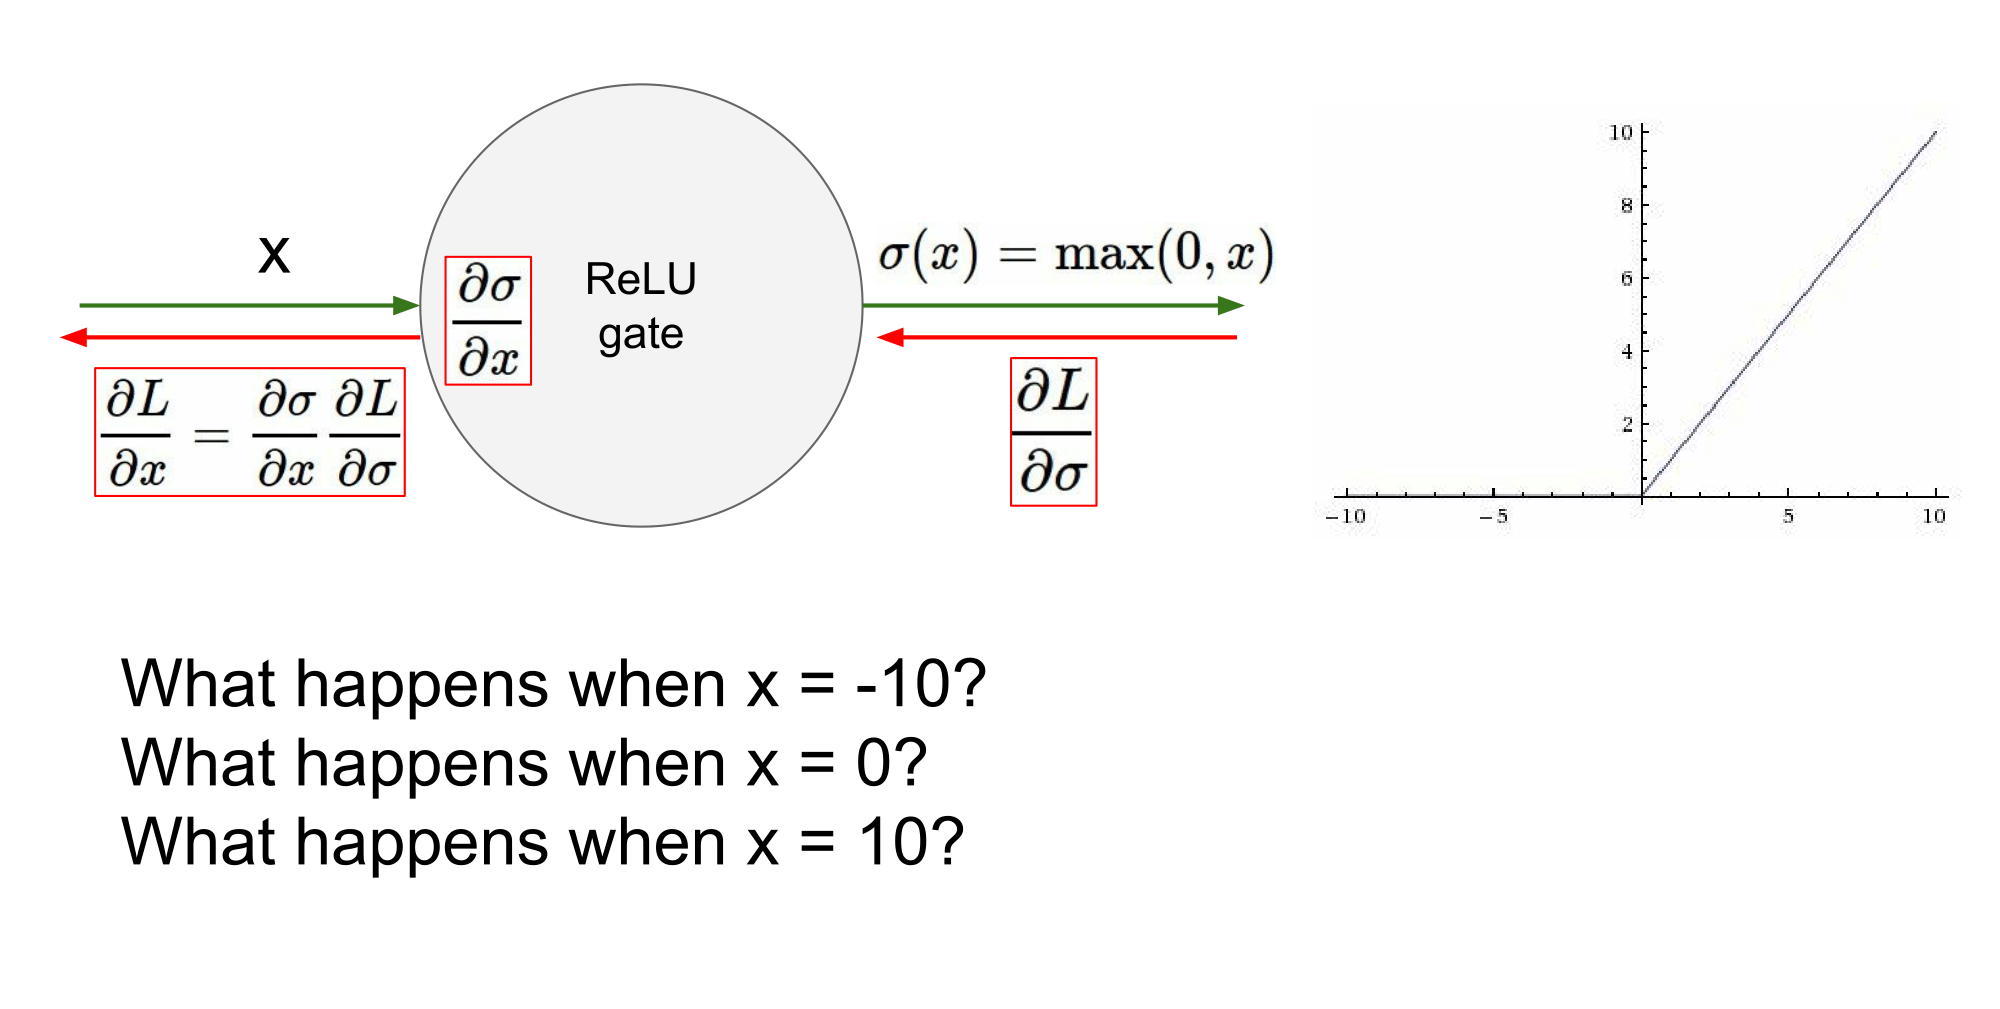 x
ReLU
gate
∂σ/∂x
σ(x) = max(0, x)
∂L/∂x = ∂σ/∂x ∂L/∂σ
∂L/∂σ
10
8
6
4
2
−10 −5 5 10
What happens when x = -10?
What happens when x = 0?
What happens when x = 10?